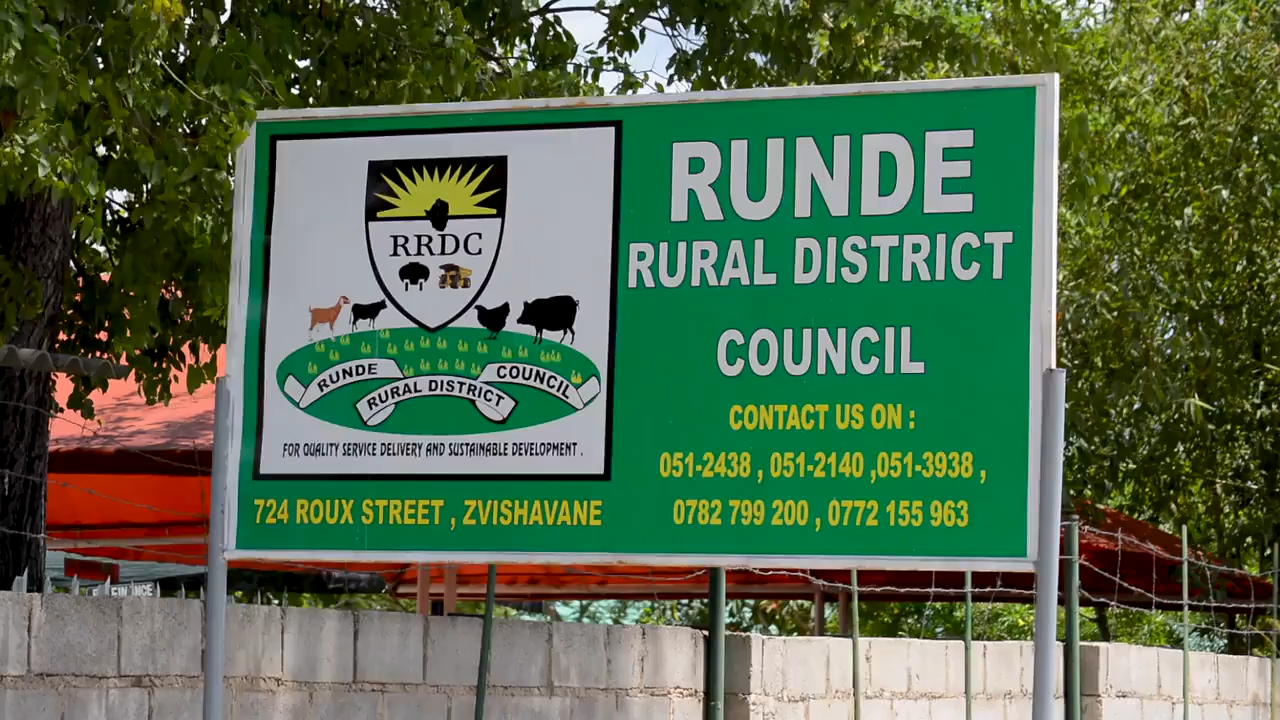 RRDC
RUNDE RURAL DISTRICT COUNCIL
FOR QUALITY SERVICE DELIVERY AND SUSTAINABLE DEVELOPMENT .
724 ROUX STREET , ZVISHAVANE
RUNDE
RURAL DISTRICT
COUNCIL
CONTACT US ON :
051-2438 , 051-2140 ,051-3938 ,
0782 799 200 , 0772 155 963